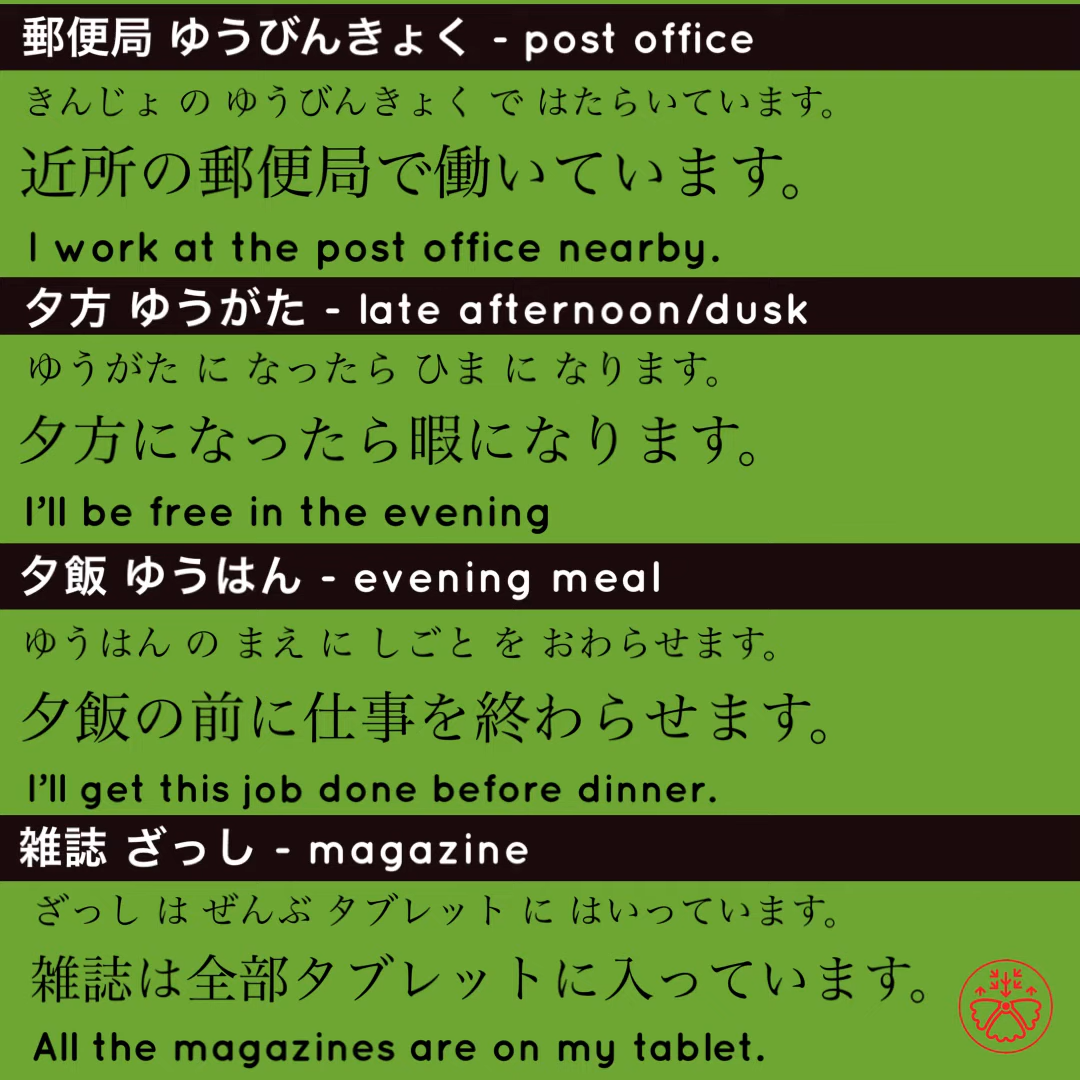 郵便局 ゆうびんきょく - post office
きんじょ の ゆうびんきょく で はたらいています。
近所の郵便局で働いています。
I work at the post office nearby.
夕方 ゆうがた - late afternoon/dusk
ゆうがた に なったら ひま に なります。
夕方になったら暇になります。
I'll be free in the evening
夕飯 ゆうはん - evening meal
ゆうはん の まえ に しごと を おわらせます。
夕飯の前に仕事を終わらせます。
I'll get this job done before dinner.
雑誌 ざっし - magazine
ざっし は ぜんぶ タブレット に はいっています。
雑誌は全部タブレットに入っています。
All the magazines are on my tablet.